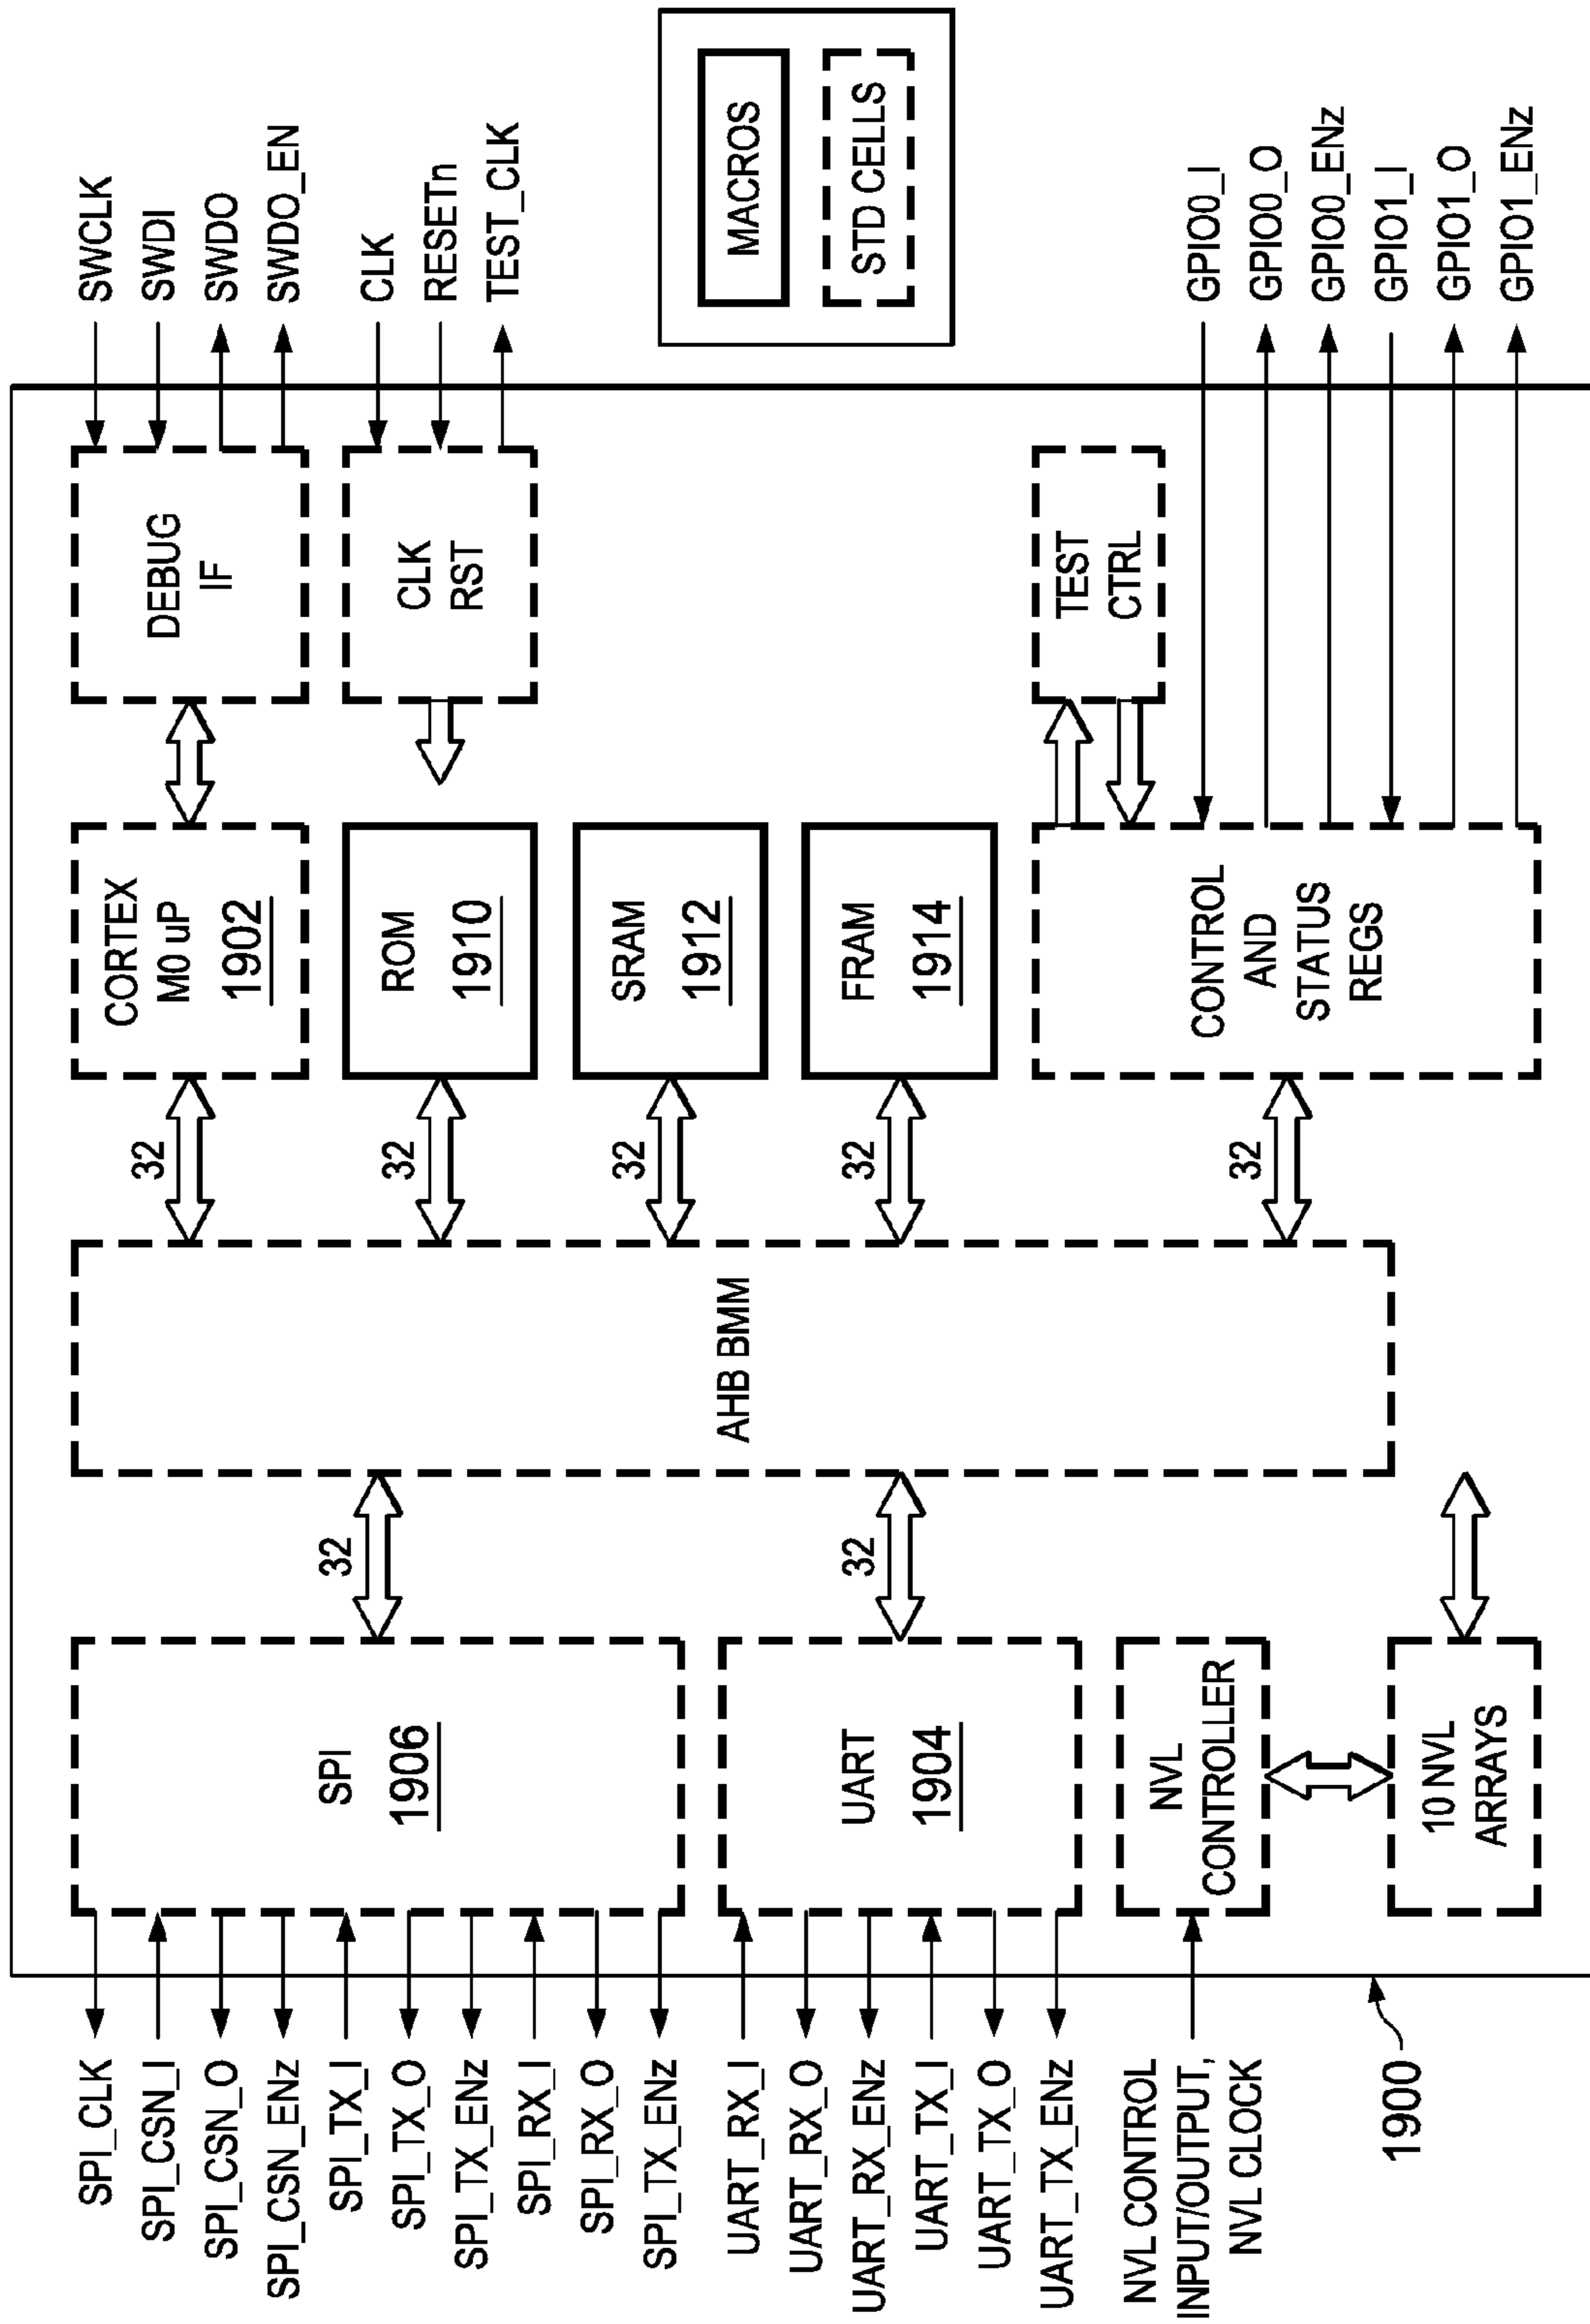 SPI_CLK
SPI_CSN_I
SPI_CSN_O
SPI_CSN_ENz
SPI_TX_I
SPI_TX_O
SPI_TX_ENz
SPI_RX_I
SPI_RX_O
SPI_TX_ENz
UART_RX_I
UART_RX_O
UART_RX_ENz
UART_TX_I
UART_TX_O
UART_TX_ENz
NVL CONTROL
INPUT/OUTPUT,
NVL CLOCK
1900
SPI
1906
UART
1904
NVL
CONTROLLER
10 NVL
ARRAYS
32
32
AHB BMM
32
32
32
32
32
CORTEX
M0 uP
1902
ROM
1910
SRAM
1912
FRAM
1914
CONTROL
AND
STATUS
REGS
DEBUG
IF
CLK
RST
TEST
CTRL
SWCLK
SWDI
SWDO
SWDO_EN
CLK
RESETn
TEST_CLK
MACROS
STD CELLS
GPIO0_I
GPIO0_O
GPIO0_ENz
GPIO1_I
GPIO1_O
GPIO1_ENz